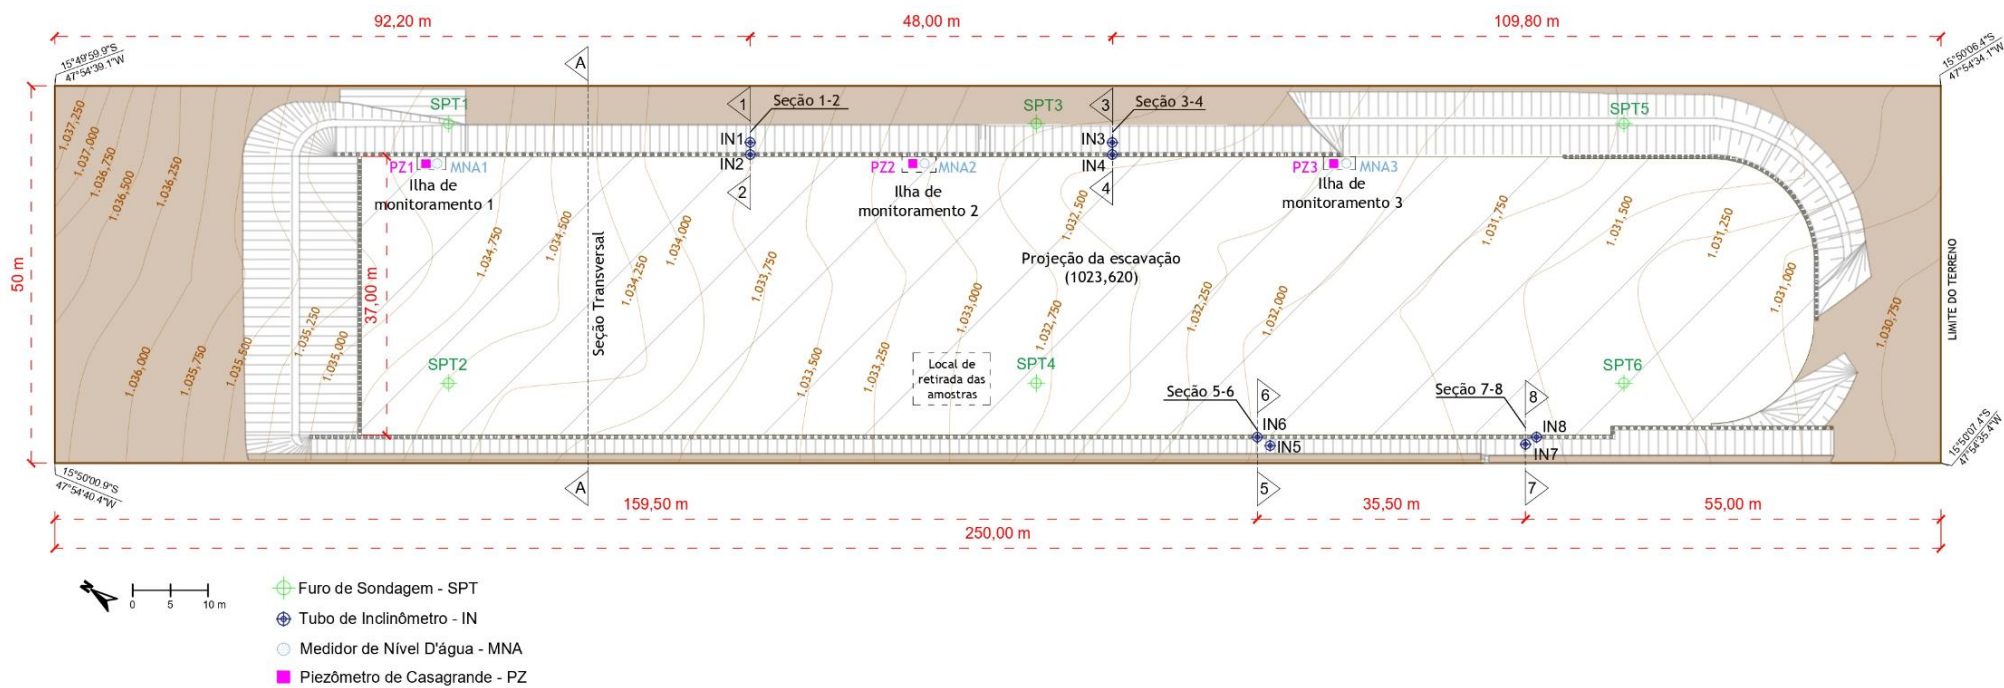 92,20 m
48,00 m
109,80 m
15°49'59.9"S
47°54'39.1"W
15°50'06.4"S
47°54'34.1"W
A
1
Seção 1-2
3
Seção 3-4
SPT1
SPT3
SPT5
IN1
IN2
IN3
IN4
PZ1
MNA1
PZ2
MNA2
PZ3
MNA3
2
4
Ilha de
monitoramento 1
Ilha de
monitoramento 2
Ilha de
monitoramento 3
1.037,250
1.037,000
1.036,750
1.036,500
1.036,250
1.036,000
1.035,750
1.035,500
1.035,250
1.035,000
1.034,750
1.034,500
1.034,250
1.034,000
1.033,750
1.033,500
1.033,250
1.033,000
1.032,750
1.032,500
1.032,250
1.032,000
1.031,750
1.031,500
1.031,250
1.031,000
1.030,750
50 m
37,00 m
Seção Transversal
Projeção da escavação
(1023,620)
LIMITE DO TERRENO
SPT2
SPT4
SPT6
Local de
retirada das
amostras
Seção 5-6
6
Seção 7-8
8
IN6
IN5
IN8
IN7
15°50'00.9"S
47°54'40.4"W
15°50'07.4"S
47°54'35.4"W
A
5
7
159,50 m
35,50 m
55,00 m
250,00 m
N
0 5 10 m
Furo de Sondagem - SPT
Tubo de Inclinômetro - IN
Medidor de Nível D'água - MNA
Piezômetro de Casagrande - PZ